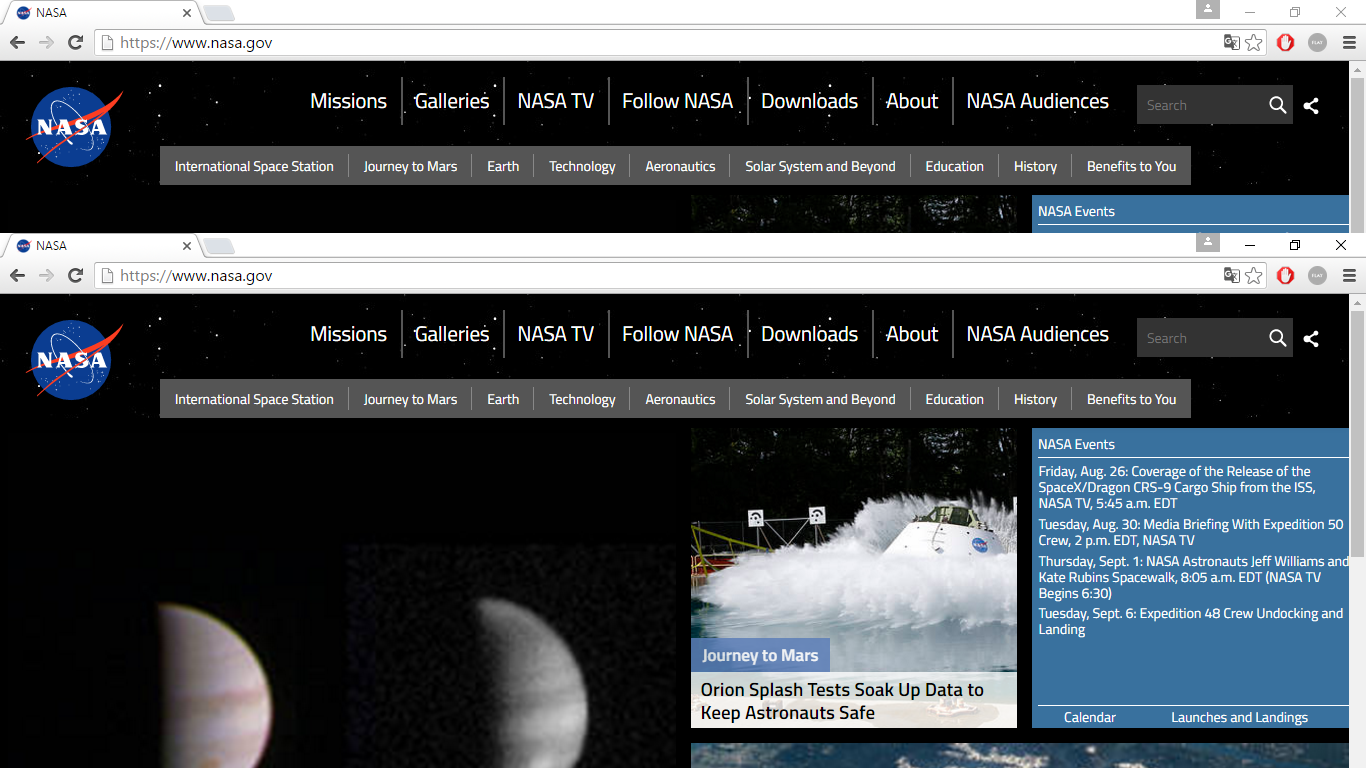 NASA
https://www.nasa.gov
NASA
Missions
Galleries
NASA TV
Follow NASA
Downloads
About
NASA Audiences
Search
International Space Station
Journey to Mars
Earth
Technology
Aeronautics
Solar System and Beyond
Education
History
Benefits to You
NASA Events
NASA
https://www.nasa.gov
NASA
Missions
Galleries
NASA TV
Follow NASA
Downloads
About
NASA Audiences
Search
International Space Station
Journey to Mars
Earth
Technology
Aeronautics
Solar System and Beyond
Education
History
Benefits to You
Journey to Mars
Orion Splash Tests Soak Up Data to
Keep Astronauts Safe
NASA Events
Friday, Aug. 26: Coverage of the Release of the
SpaceX/Dragon CRS-9 Cargo Ship from the ISS,
NASA TV, 5:45 a.m. EDT
Tuesday, Aug. 30: Media Briefing With Expedition 50
Crew, 2 p.m. EDT, NASA TV
Thursday, Sept. 1: NASA Astronauts Jeff Williams and
Kate Rubins Spacewalk, 8:05 a.m. EDT (NASA TV
Begins 6:30)
Tuesday, Sept. 6: Expedition 48 Crew Undocking and
Landing
Calendar
Launches and Landings